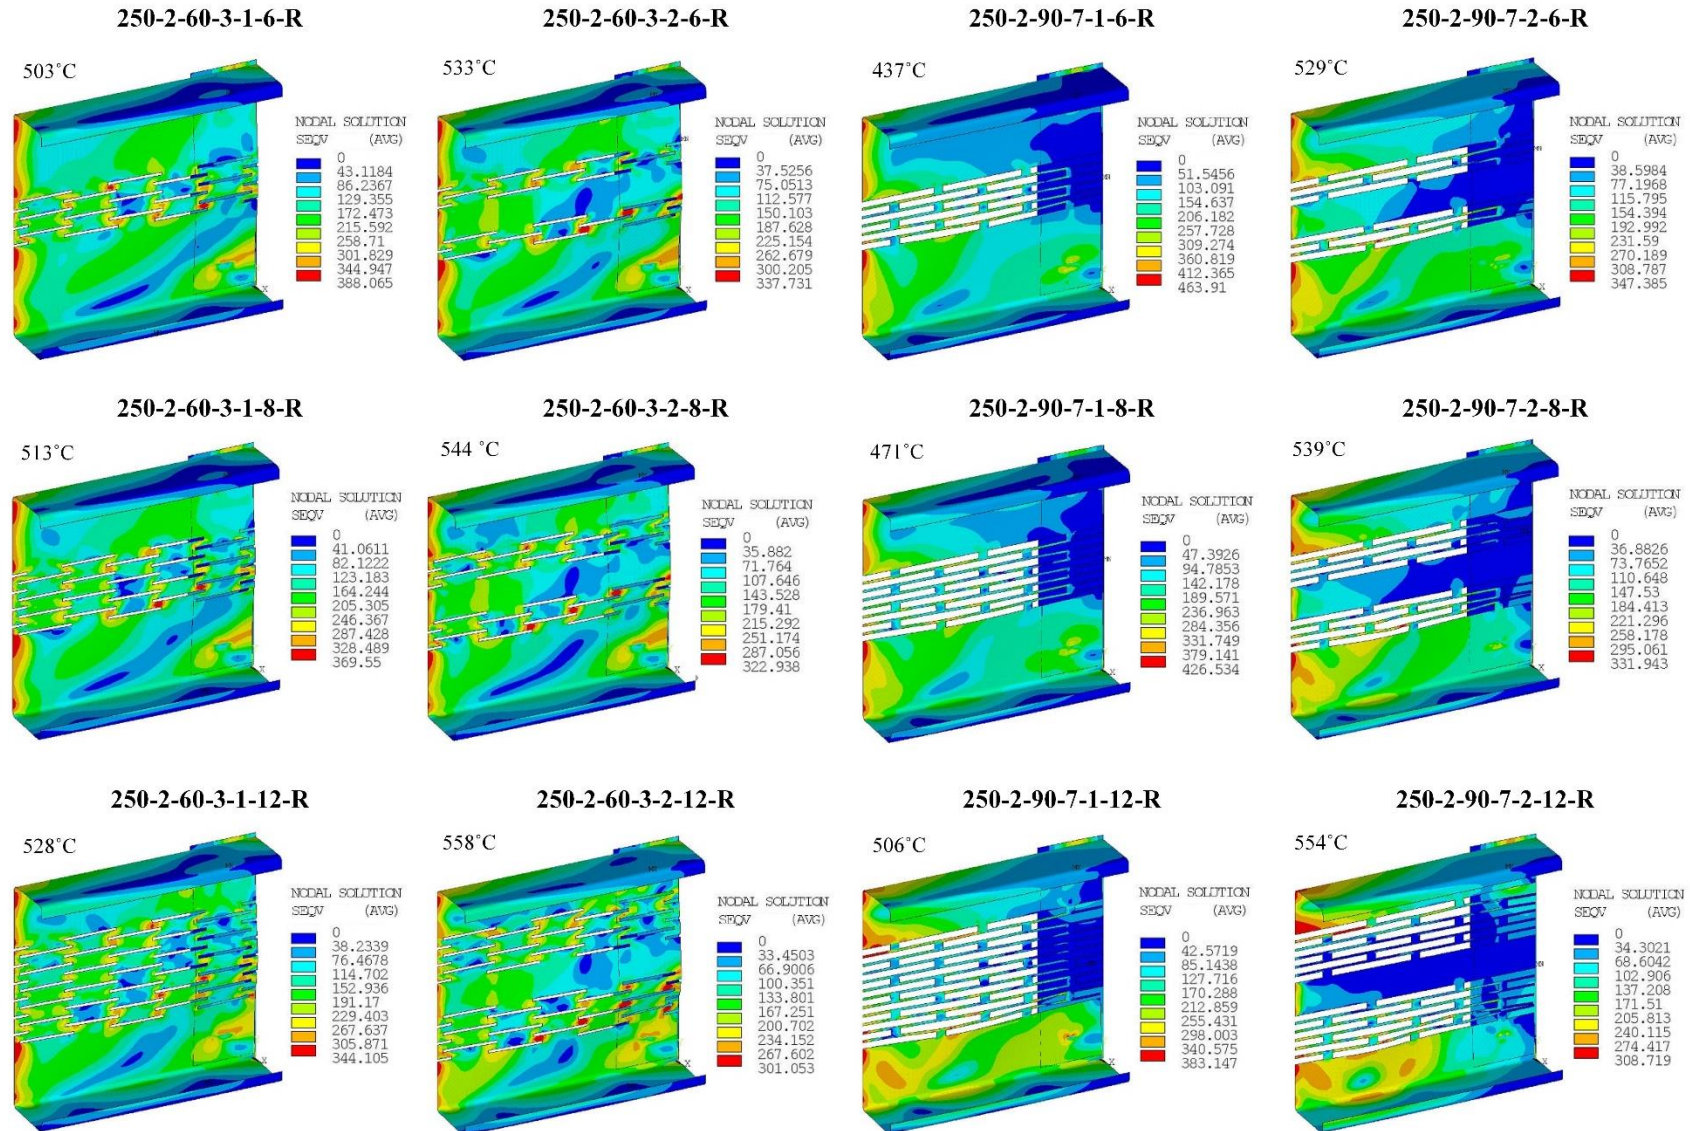 250-2-60-3-1-6-R
503˚C
NODAL SOLUTION
SEQV (AVG)
0
43.1184
86.2367
129.355
172.473
215.592
258.71
301.829
344.947
388.065
X
250-2-60-3-2-6-R
533˚C
NODAL SOLUTION
SEQV (AVG)
0
37.5256
75.0513
112.577
150.103
187.628
225.154
262.679
300.205
337.731
250-2-90-7-1-6-R
437˚C
NODAL SOLUTION
SEQV (AVG)
0
51.5456
103.091
154.637
206.182
257.728
309.274
360.819
412.365
463.91
X
250-2-90-7-2-6-R
529˚C
NODAL SOLUTION
SEQV (AVG)
0
38.5984
77.1968
115.795
154.394
192.992
231.59
270.189
308.787
347.385
X
250-2-60-3-1-8-R
513˚C
NODAL SOLUTION
SEQV (AVG)
0
41.0611
82.1222
123.183
164.244
205.305
246.367
287.428
328.489
369.55
X
250-2-60-3-2-8-R
544 ˚C
NODAL SOLUTION
SEQV (AVG)
0
35.882
71.764
107.646
143.528
179.41
215.292
251.174
287.056
322.938
250-2-90-7-1-8-R
471˚C
NODAL SOLUTION
SEQV (AVG)
0
47.3926
94.7853
142.178
189.571
236.963
284.356
331.749
379.141
426.534
X
250-2-90-7-2-8-R
539˚C
NODAL SOLUTION
SEQV (AVG)
0
36.8826
73.7652
110.648
147.53
184.413
221.296
258.178
295.061
331.943
250-2-60-3-1-12-R
528˚C
NODAL SOLUTION
SEQV (AVG)
0
38.2339
76.4678
114.702
152.936
191.17
229.403
267.637
305.871
344.105
X
250-2-60-3-2-12-R
558˚C
NODAL SOLUTION
SEQV (AVG)
0
33.4503
66.9006
100.351
133.801
167.251
200.702
234.152
267.602
301.053
250-2-90-7-1-12-R
506˚C
NODAL SOLUTION
SEQV (AVG)
0
42.5719
85.1438
127.716
170.288
212.859
255.431
298.003
340.575
383.147
X
250-2-90-7-2-12-R
554˚C
NODAL SOLUTION
SEQV (AVG)
0
34.3021
68.6042
102.906
137.208
171.51
205.813
240.115
274.417
308.719